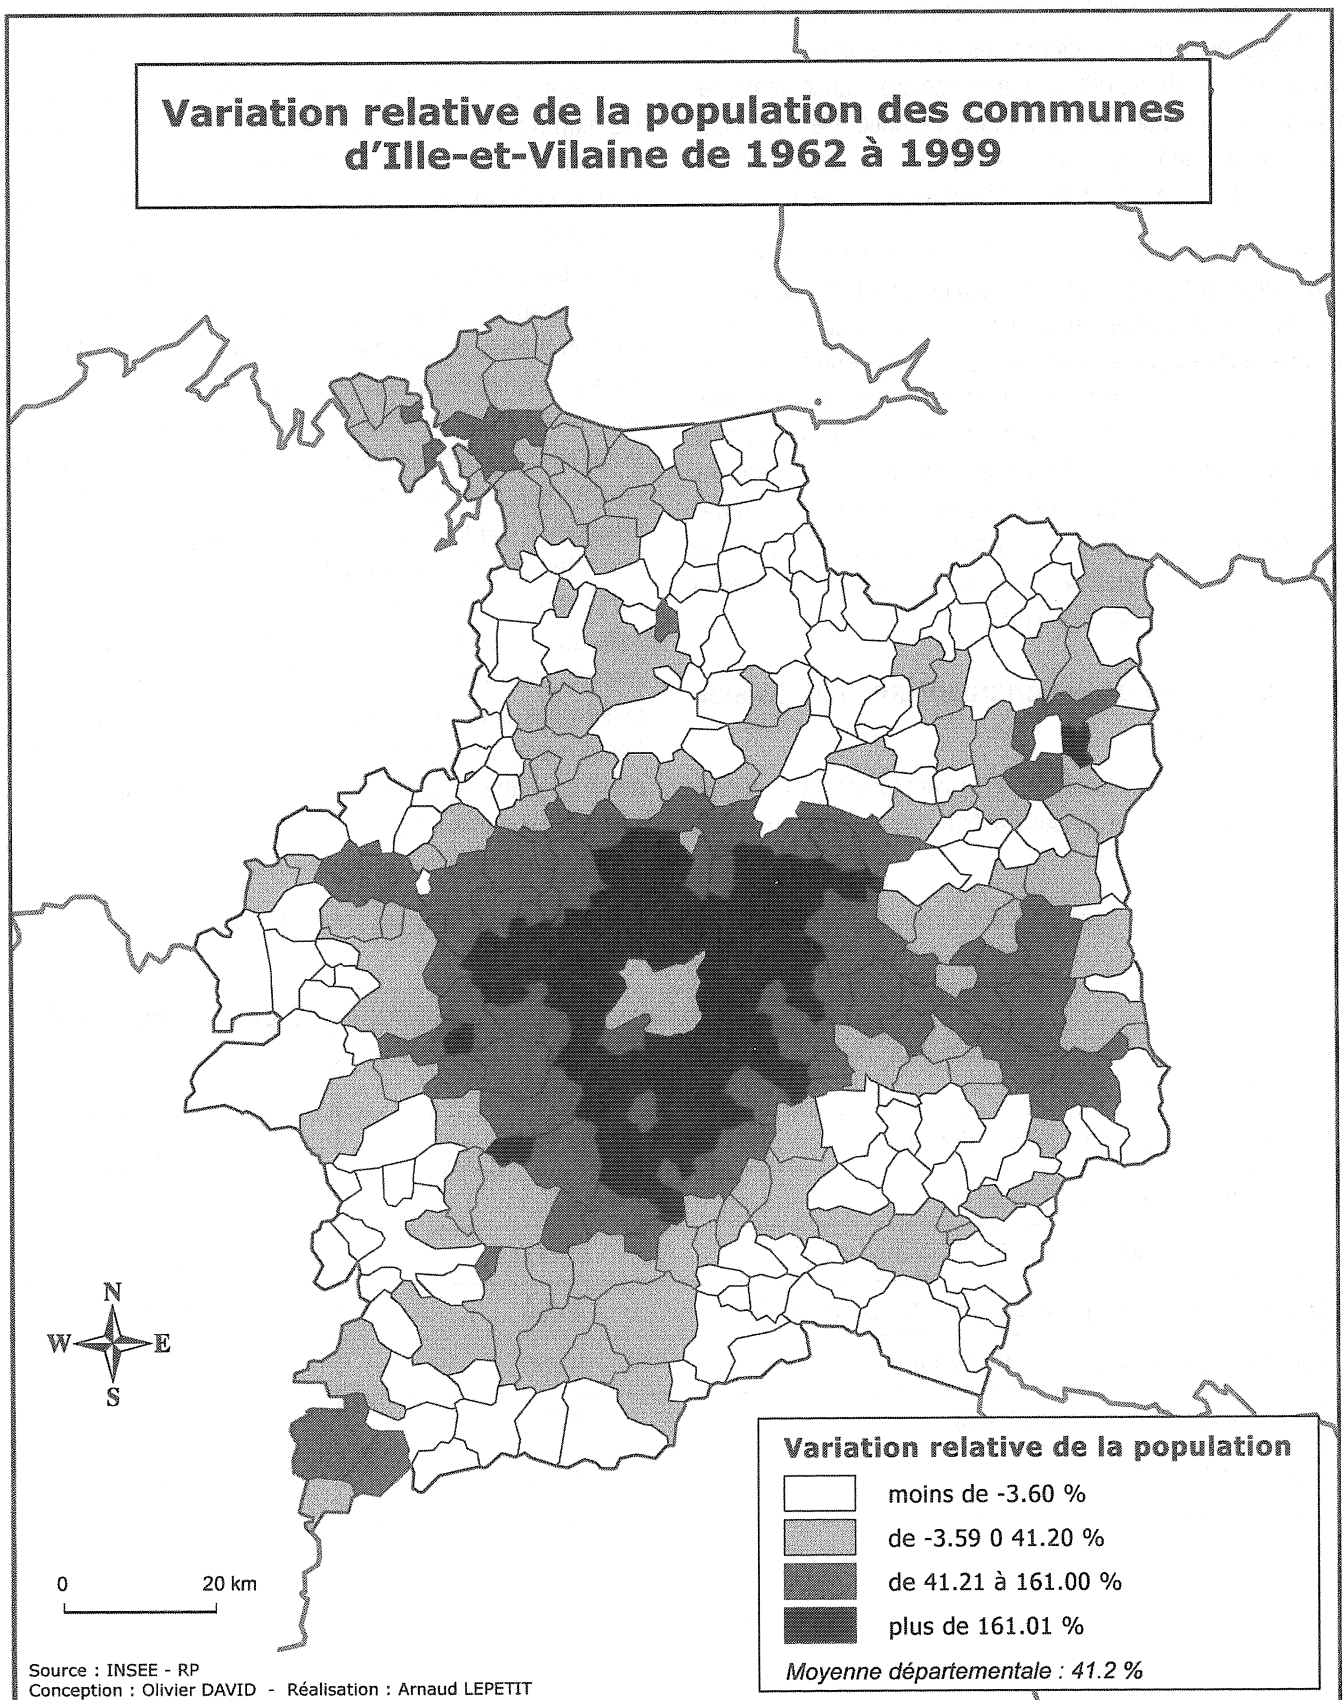 Variation relative de la population des communes
d'Ille-et-Vilaine de 1962 à 1999
N
W E
S
Variation relative de la population
moins de -3.60 %
de -3.59 0 41.20 %
de 41.21 à 161.00 %
plus de 161.01 %
Moyenne départementale : 41.2 %
0 20 km
Source : INSEE - RP
Conception : Olivier DAVID - Réalisation : Arnaud LEPETIT